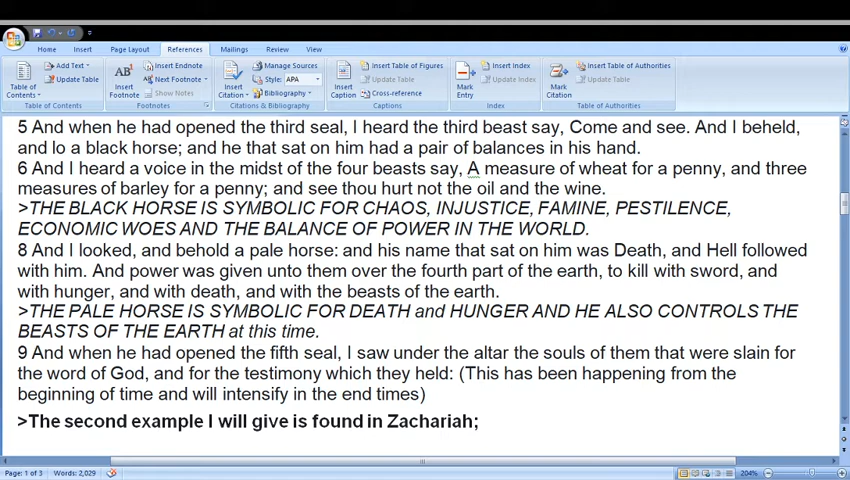 Home Insert Page Layout References Mailings Review View
Add Text
Update Table
Table of
Contents
Table of Contents
AB1
Insert
Footnote
Insert Endnote
Next Footnote
Show Notes
Footnotes
Insert
Citation
Manage Sources
Style: APA
Bibliography
Citations & Bibliography
Insert
Caption
Insert Table of Figures
Update Table
Cross-reference
Captions
Mark
Entry
Insert Index
Update Index
Index
Mark
Citation
Insert Table of Authorities
Update Table
Table of Authorities
5 And when he had opened the third seal, I heard the third beast say, Come and see. And I beheld,
and lo a black horse; and he that sat on him had a pair of balances in his hand.
6 And I heard a voice in the midst of the four beasts say, A measure of wheat for a penny, and three
measures of barley for a penny; and see thou hurt not the oil and the wine.
>THE BLACK HORSE IS SYMBOLIC FOR CHAOS, INJUSTICE, FAMINE, PESTILENCE,
ECONOMIC WOES AND THE BALANCE OF POWER IN THE WORLD.
8 And I looked, and behold a pale horse: and his name that sat on him was Death, and Hell followed
with him. And power was given unto them over the fourth part of the earth, to kill with sword, and
with hunger, and with death, and with the beasts of the earth.
>THE PALE HORSE IS SYMBOLIC FOR DEATH and HUNGER AND HE ALSO CONTROLS THE
BEASTS OF THE EARTH at this time.
9 And when he had opened the fifth seal, I saw under the altar the souls of them that were slain for
the word of God, and for the testimony which they held: (This has been happening from the
beginning of time and will intensify in the end times)
>The second example I will give is found in Zachariah;
Page: 1 of 3 Words: 2,029 204%